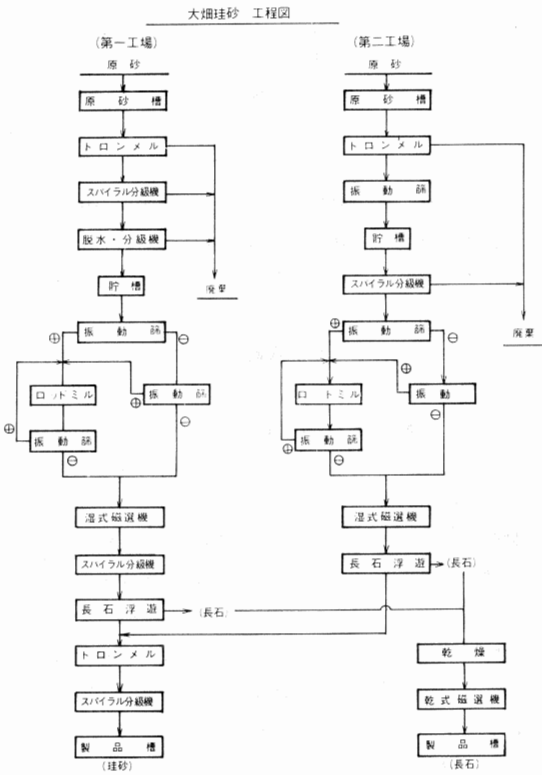 大畑珪砂 工程図
(第一工場)
原砂
原砂槽
トロンメル
スパイラル分級機
脱水・分級機
貯槽
廃棄
振動篩
⊕
⊖
ロットミル
振動篩
⊕
⊖
⊕
振動篩
⊖
湿式磁選機
スパイラル分級機
長石浮遊
(長石)
トロンメル
スパイラル分級機
製品槽
(珪砂)
(第二工場)
原砂
原砂槽
トロンメル
振動篩
貯槽
スパイラル分級機
廃棄
振動篩
⊕
⊖
ロットミル
振動
⊕
⊖
振動篩
⊕
⊖
湿式磁選機
長石浮遊
(長石)
乾燥
乾式磁選機
製品槽
(長石)